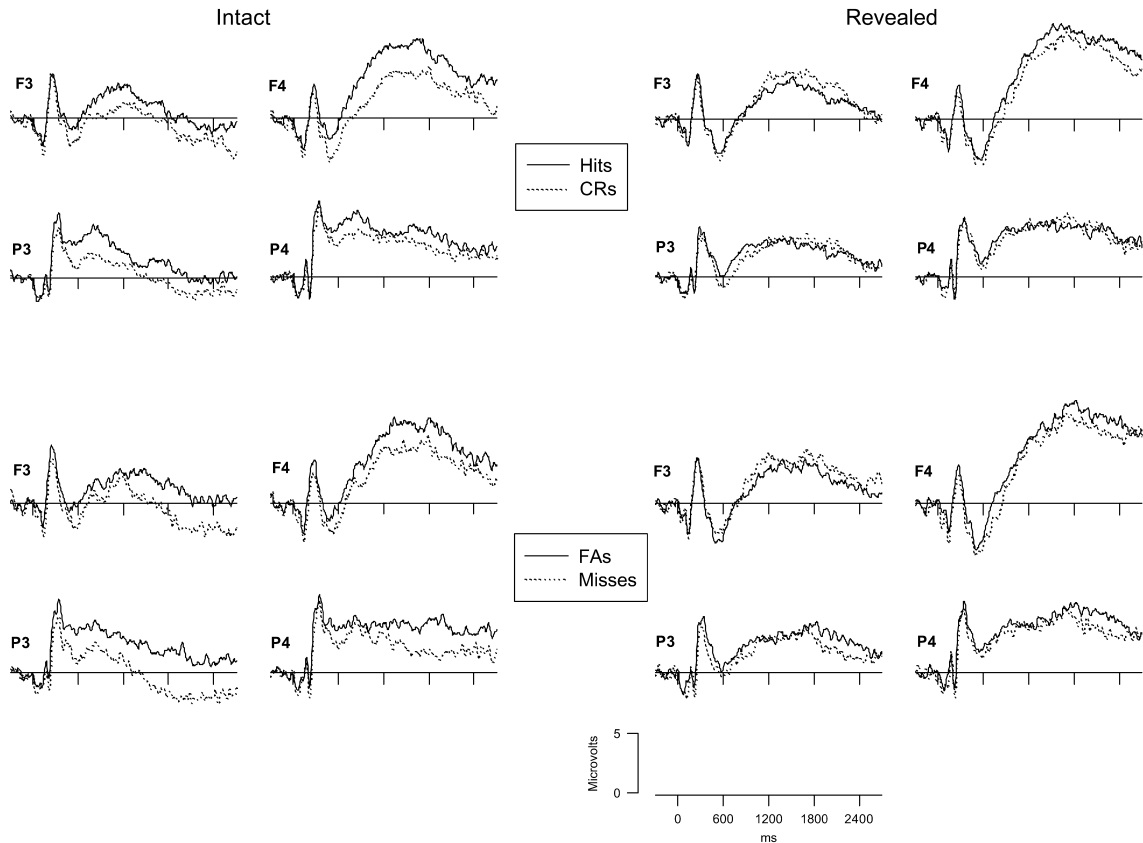 Intact
Revealed
F3
F4
F3
F4
Hits
CRs
P3
P4
P3
P4
F3
F4
F3
F4
FAs
Misses
P3
P4
P3
P4
5
Microvolts
0
0 600 1200 1800 2400
ms